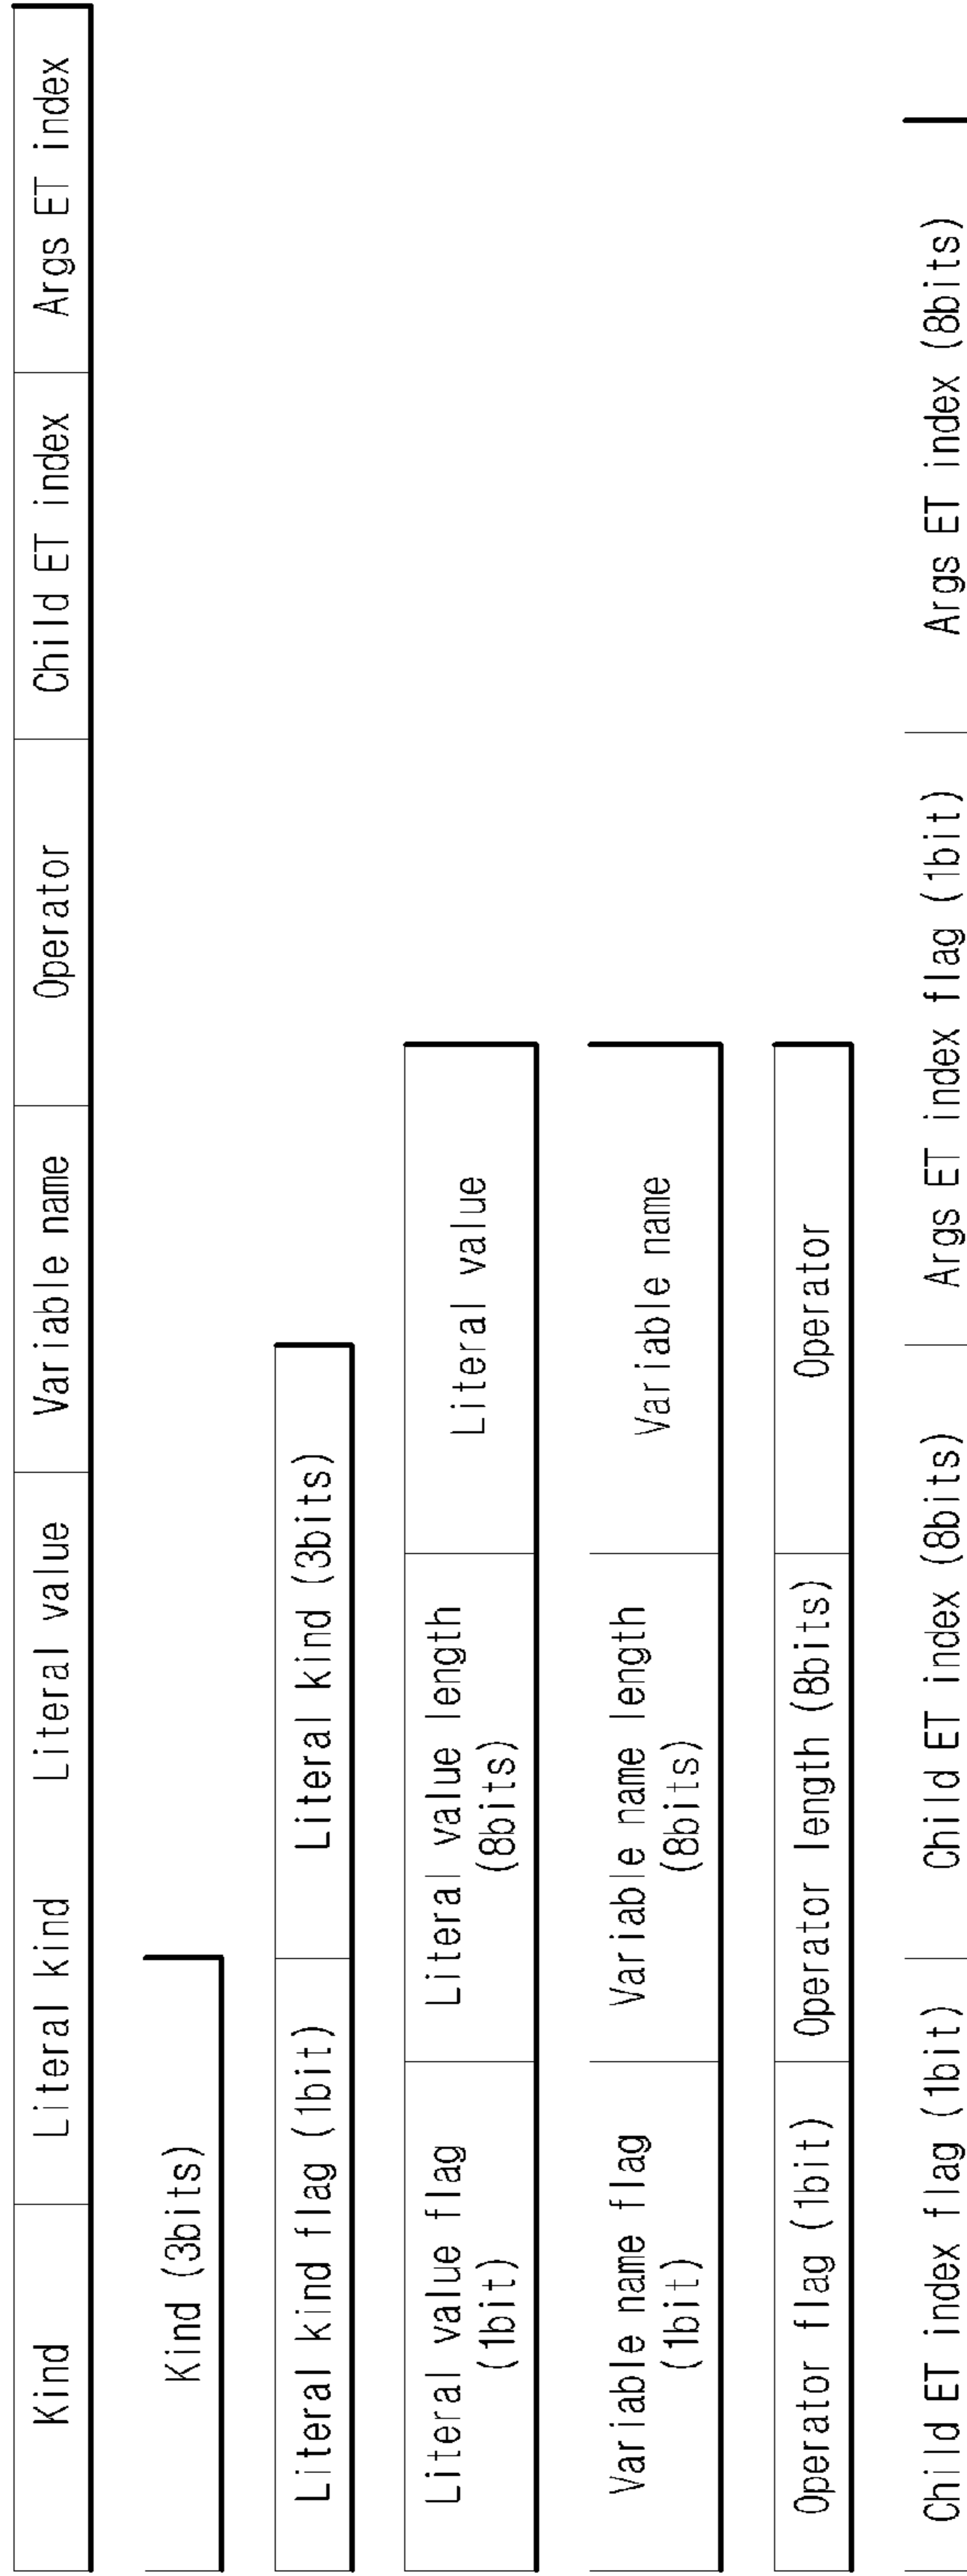 Kind Literal kind Literal value Variable name Operator Child ET index Args ET index
Kind (3bits)
Literal kind flag (1bit) Literal kind (3bits)
Literal value flag
(1bit)
Literal value length
(8bits)
Literal value
Variable name flag
(1bit)
Variable name length
(8bits)
Variable name
Operator flag (1bit) Operator length (8bits) Operator
Child ET index flag (1bit) Child ET index (8bits) Args ET index flag (1bit) Args ET index (8bits)